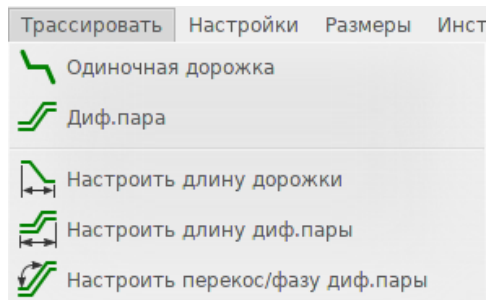 Трассировать Настройки Размеры Инст
Одиночная дорожка
Диф.пара
Настроить длину дорожки
Настроить длину диф.пары
Настроить перекос/фазу диф.пары